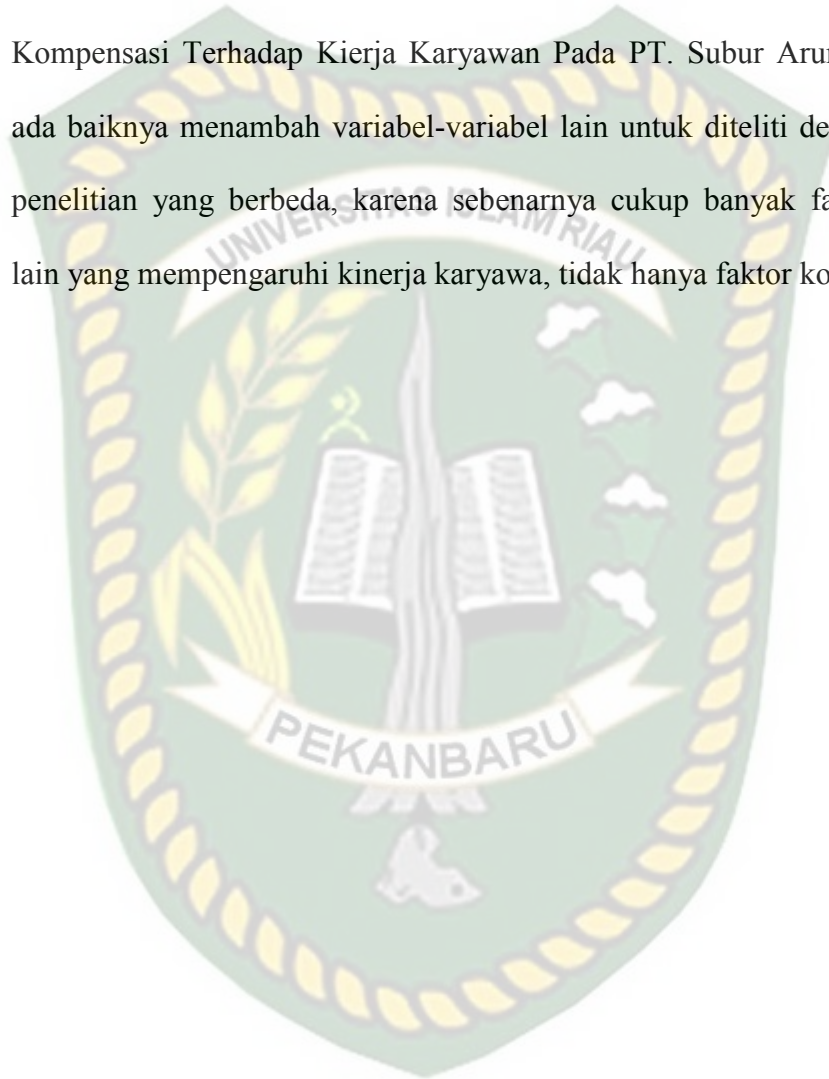 Kompensasi Terhadap Kierja Karyawan Pada PT. Subur
ada baiknya menambah variabel-variabel lain untuk diteliti
penelitian yang berbeda, karena sebenarnya cukup banyak
lain yang mempengaruhi kinerja karyawa, tidak hanya faktor
UNIVERSITAS ISLAM RIAU
PEKANBARU